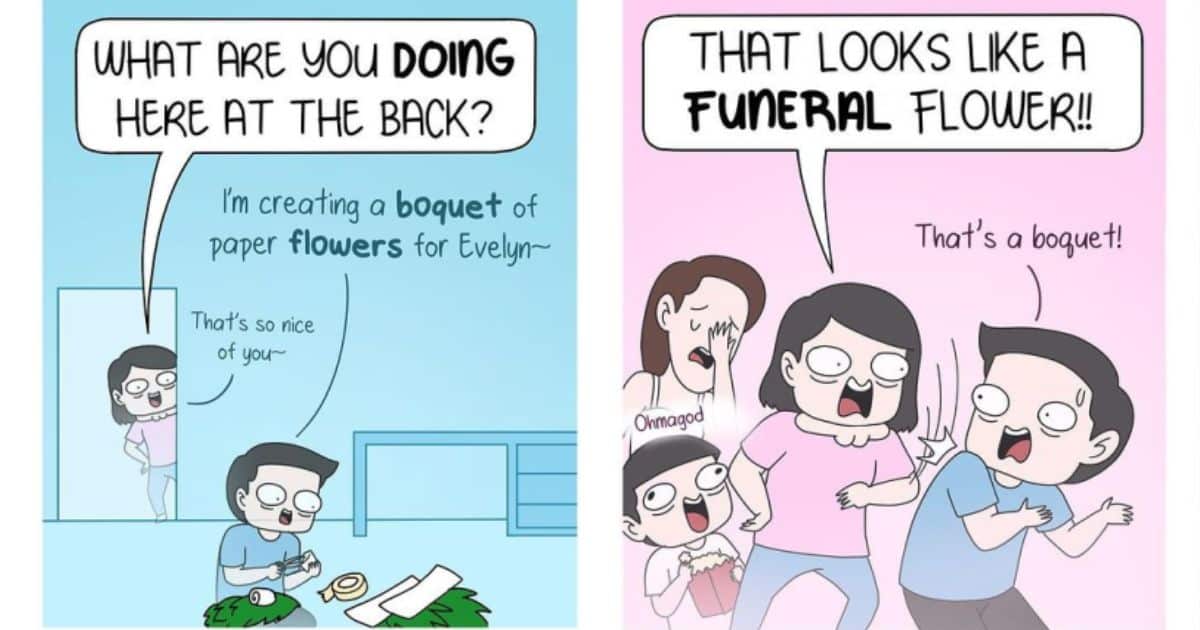 WHAT ARE YOU DOING
HERE AT THE BACK?
I'm creating a boquet of
paper flowers for Evelyn~
That's so nice
of you~
THAT LOOKS LIKE A
FUNERAL FLOWER!!
That's a boquet!
Ohmagod